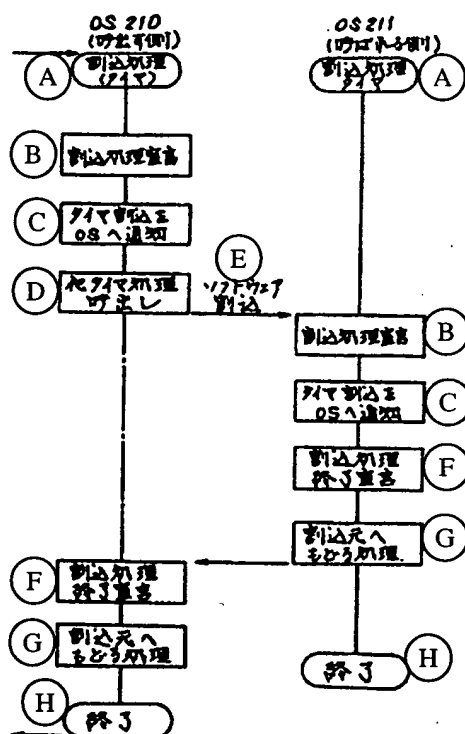 OS 210
(呼出す側)
A
割込処理
(タイマ)
B
割込処理宣言
C
タイマ割込を
OSへ通知
D
他タイマ処理
呼出し
E
ソフトウェア
割込
F
割込処理
終了宣言
G
割込元へ
もどる処理
H
終了
OS 211
(呼ばれる側)
割込処理
タイマ
A
割込処理宣言
B
タイマ割込を
OSへ通知
C
割込処理
終了宣言
F
割込元へ
もどる処理.
G
終了
H